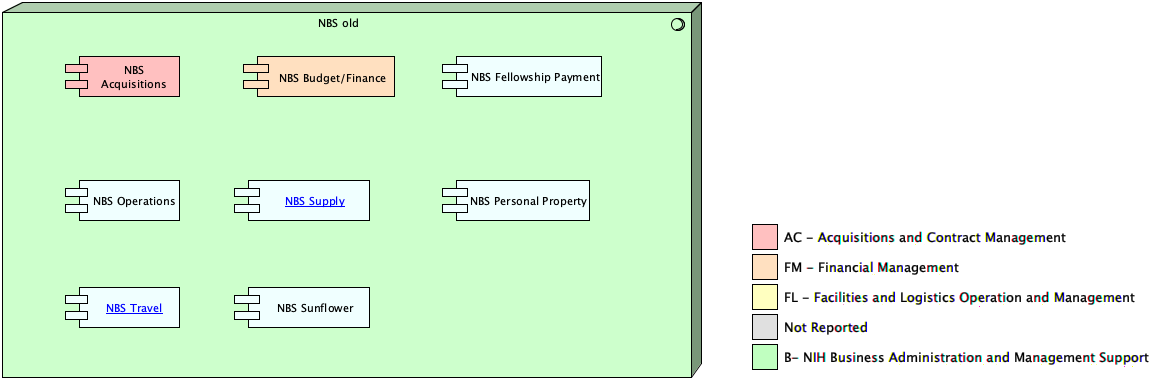 NBS old
NBS
Acquisitions
NBS Budget/Finance
NBS Fellowship Payment
NBS Operations
NBS Supply
NBS Personal Property
NBS Travel
NBS Sunflower
AC - Acquisitions and Contract Management
FM - Financial Management
FL - Facilities and Logistics Operation and Management
Not Reported
B- NIH Business Administration and Management Support